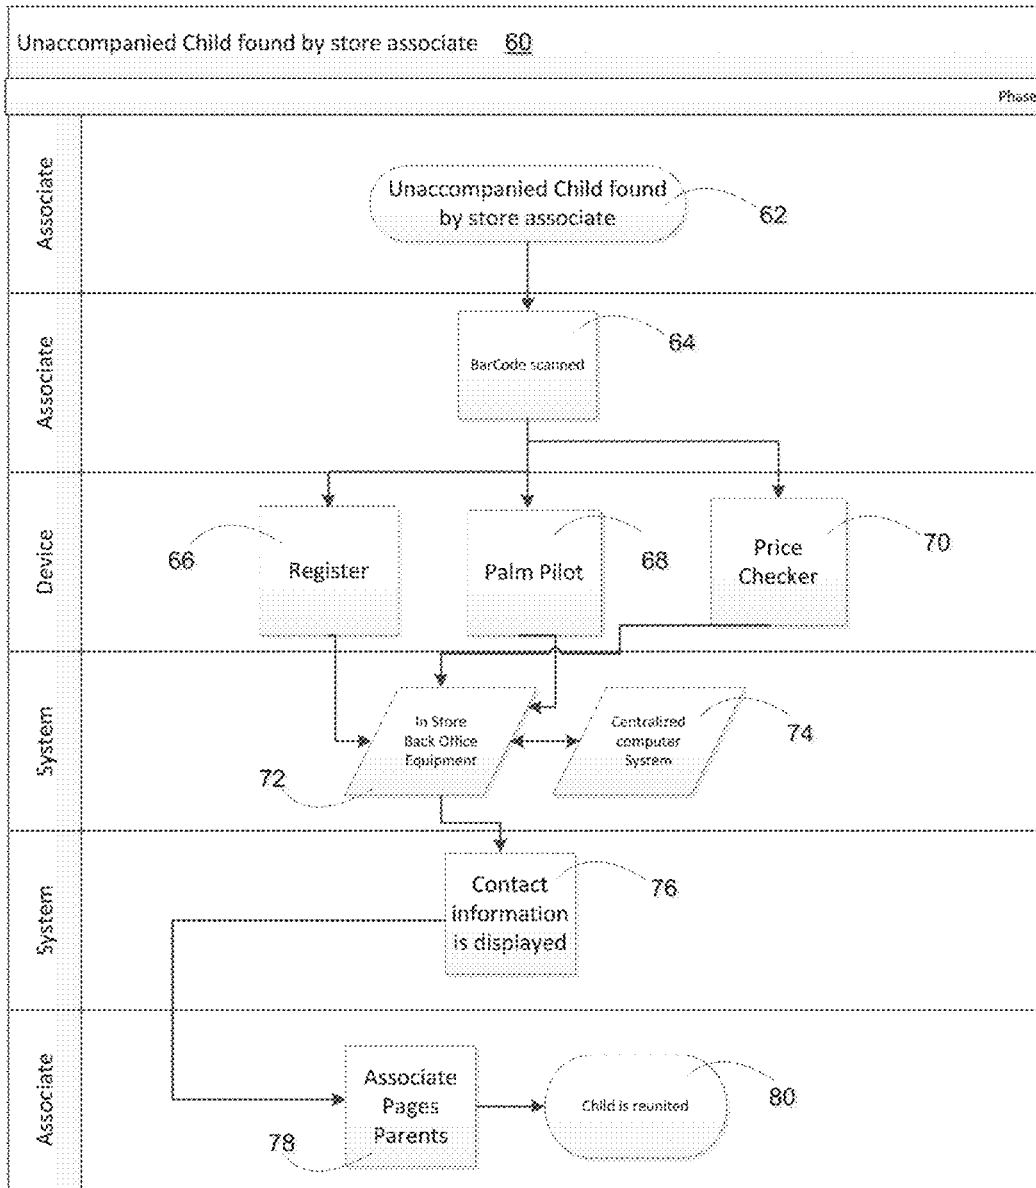 Unaccompanied Child found by store associate 60
Phase
Associate
Unaccompanied Child found
by store associate
62
Associate
BarCode scanned
64
Device
66
Register
Palm Pilot
68
Price
Checker
70
System
In Store
Back Office
Equipment
72
Centralized
computer
System
74
System
Contact
information
is displayed
76
Associate
Associate
Pages
Parents
78
Child is reunited
80